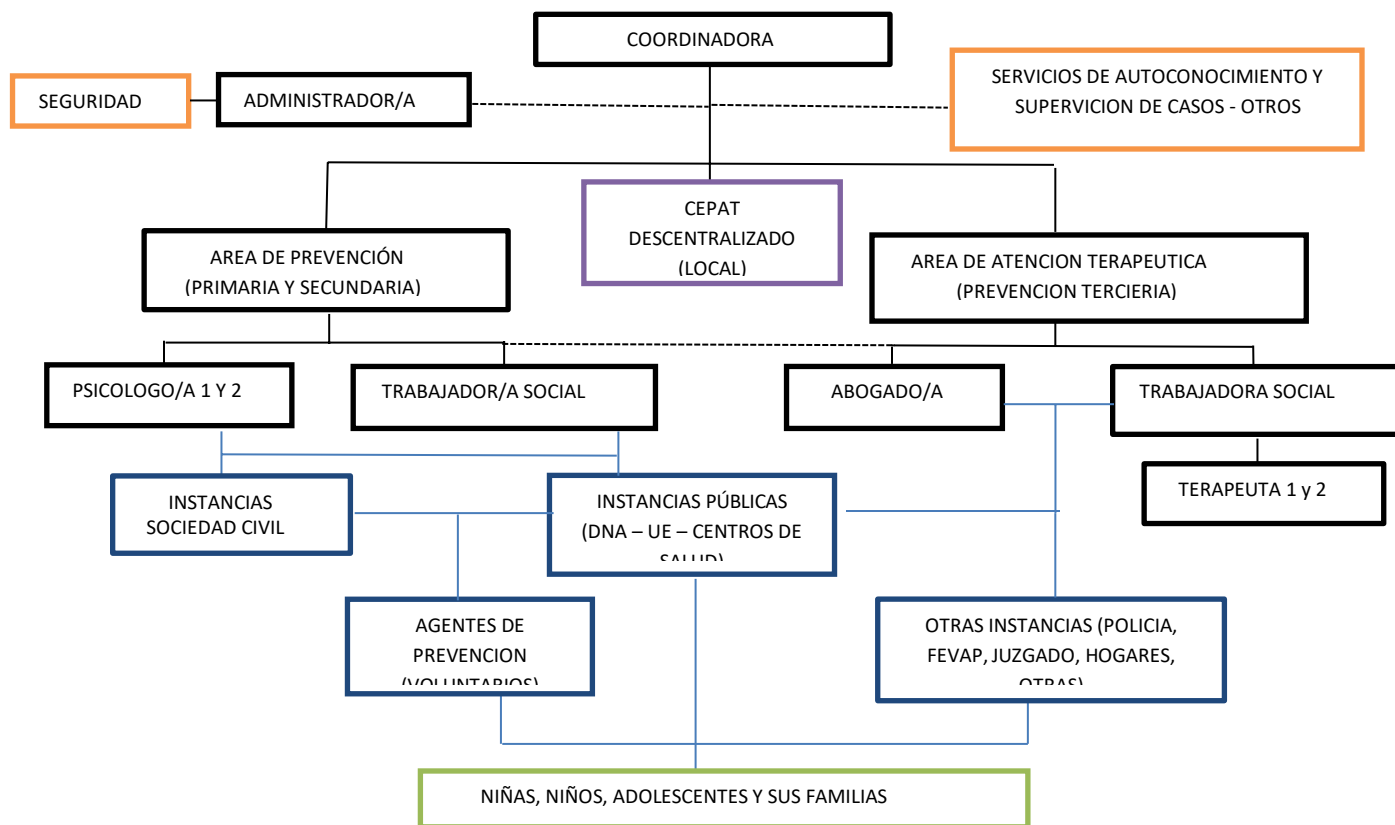 COORDINADORA
SEGURIDAD
ADMINISTRADOR/A
SERVICIOS DE AUTOCONOCIMIENTO Y
SUPERVICION DE CASOS - OTROS
CEPAT
DESCENTRALIZADO
(LOCAL)
AREA DE PREVENCIÓN
(PRIMARIA Y SECUNDARIA)
AREA DE ATENCION TERAPEUTICA
(PREVENCION TERCIERIA)
PSICOLOGO/A 1 Y 2
TRABAJADOR/A SOCIAL
ABOGADO/A
TRABAJADORA SOCIAL
TERAPEUTA 1 y 2
INSTANCIAS
SOCIEDAD CIVIL
INSTANCIAS PÚBLICAS
(DNA – UE – CENTROS DE
SALUD)
AGENTES DE
PREVENCION
(VOLUNTARIOS)
OTRAS INSTANCIAS (POLICIA,
FEVAP, JUZGADO, HOGARES,
OTRAS)
NIÑAS, NIÑOS, ADOLESCENTES Y SUS FAMILIAS